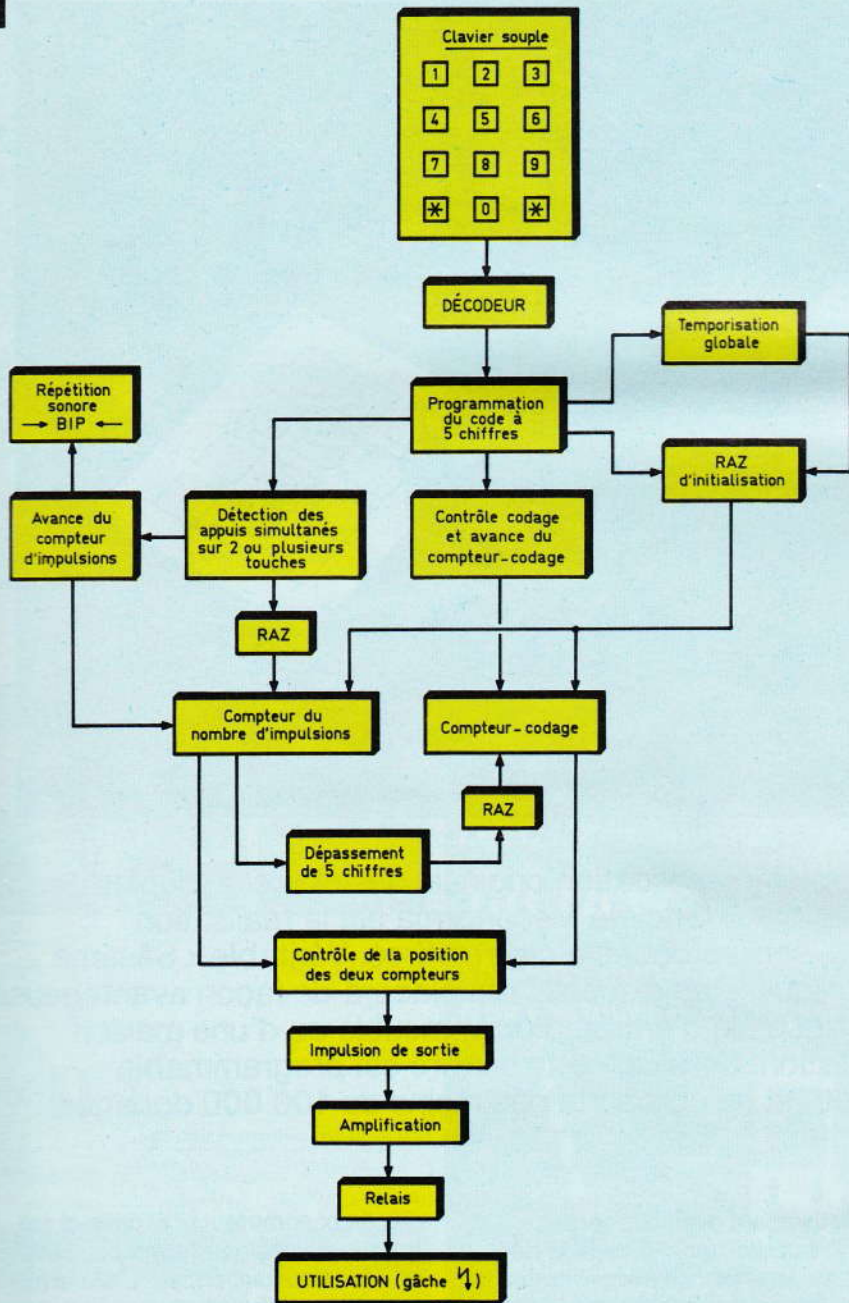 Clavier souple
1 2 3
4 5 6
7 8 9
* 0 *
DÉCODEUR
Temporisation
globale
Répétition
sonore
→ BIP ←
Programmation
du code à
5 chiffres
RAZ
d'initialisation
Avance du
compteur
d'impulsions
Détection des
appuis simultanés
sur 2 ou plusieurs
touches
Contrôle codage
et avance du
compteur-codage
RAZ
Compteur du
nombre d'impulsions
Compteur-codage
RAZ
Dépassement
de 5 chiffres
Contrôle de la position
des deux compteurs
Impulsion de sortie
Amplification
Relais
UTILISATION (gâche ↯)